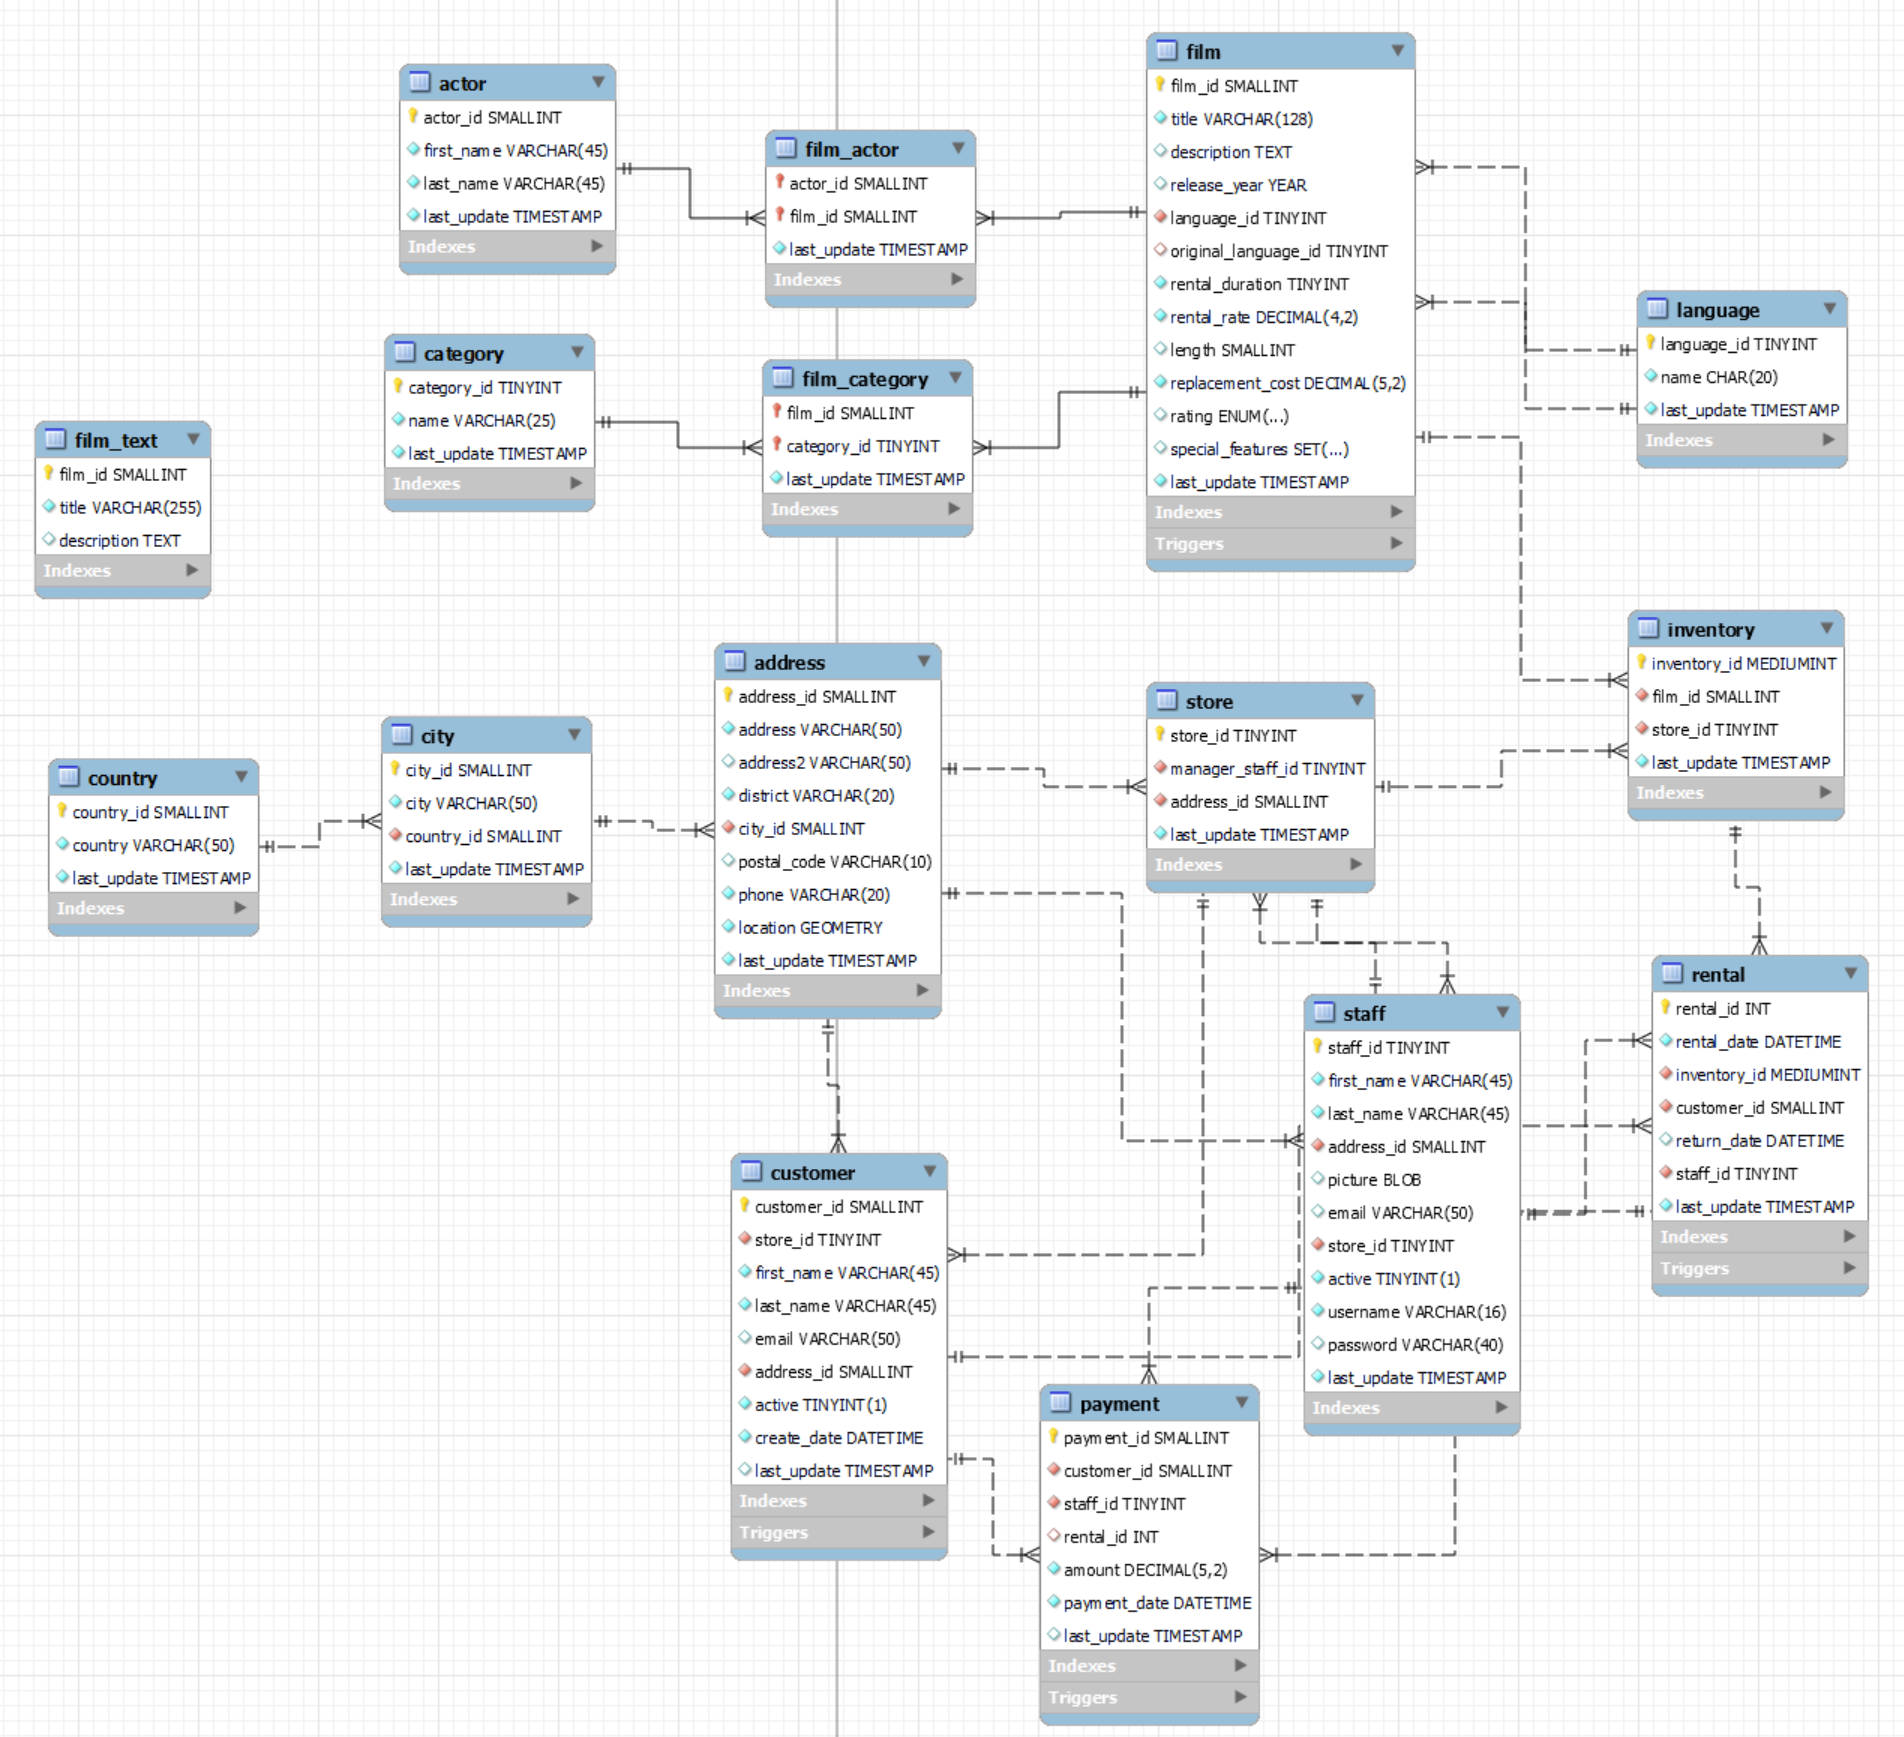 actor
actor_id SMALLINT
first_name VARCHAR(45)
last_name VARCHAR(45)
last_update TIMESTAMP
Indexes
film_actor
actor_id SMALLINT
film_id SMALLINT
last_update TIMESTAMP
Indexes
film
film_id SMALLINT
title VARCHAR(128)
description TEXT
release_year YEAR
language_id TINYINT
original_language_id TINYINT
rental_duration TINYINT
rental_rate DECIMAL(4,2)
length SMALLINT
replacement_cost DECIMAL(5,2)
rating ENUM(...)
special_features SET(...)
last_update TIMESTAMP
Indexes
Triggers
language
language_id TINYINT
name CHAR(20)
last_update TIMESTAMP
Indexes
category
category_id TINYINT
name VARCHAR(25)
last_update TIMESTAMP
Indexes
film_category
film_id SMALLINT
category_id TINYINT
last_update TIMESTAMP
Indexes
film_text
film_id SMALLINT
title VARCHAR(255)
description TEXT
Indexes
inventory
inventory_id MEDIUMINT
film_id SMALLINT
store_id TINYINT
last_update TIMESTAMP
Indexes
address
address_id SMALLINT
address VARCHAR(50)
address2 VARCHAR(50)
district VARCHAR(20)
city_id SMALLINT
postal_code VARCHAR(10)
phone VARCHAR(20)
location GEOMETRY
last_update TIMESTAMP
Indexes
store
store_id TINYINT
manager_staff_id TINYINT
address_id SMALLINT
last_update TIMESTAMP
Indexes
city
city_id SMALLINT
city VARCHAR(50)
country_id SMALLINT
last_update TIMESTAMP
Indexes
country
country_id SMALLINT
country VARCHAR(50)
last_update TIMESTAMP
Indexes
rental
rental_id INT
rental_date DATETIME
inventory_id MEDIUMINT
customer_id SMALLINT
return_date DATETIME
staff_id TINYINT
last_update TIMESTAMP
Indexes
Triggers
staff
staff_id TINYINT
first_name VARCHAR(45)
last_name VARCHAR(45)
address_id SMALLINT
picture BLOB
email VARCHAR(50)
store_id TINYINT
active TINYINT(1)
username VARCHAR(16)
password VARCHAR(40)
last_update TIMESTAMP
Indexes
customer
customer_id SMALLINT
store_id TINYINT
first_name VARCHAR(45)
last_name VARCHAR(45)
email VARCHAR(50)
address_id SMALLINT
active TINYINT(1)
create_date DATETIME
last_update TIMESTAMP
Indexes
Triggers
payment
payment_id SMALLINT
customer_id SMALLINT
staff_id TINYINT
rental_id INT
amount DECIMAL(5,2)
payment_date DATETIME
last_update TIMESTAMP
Indexes
Triggers